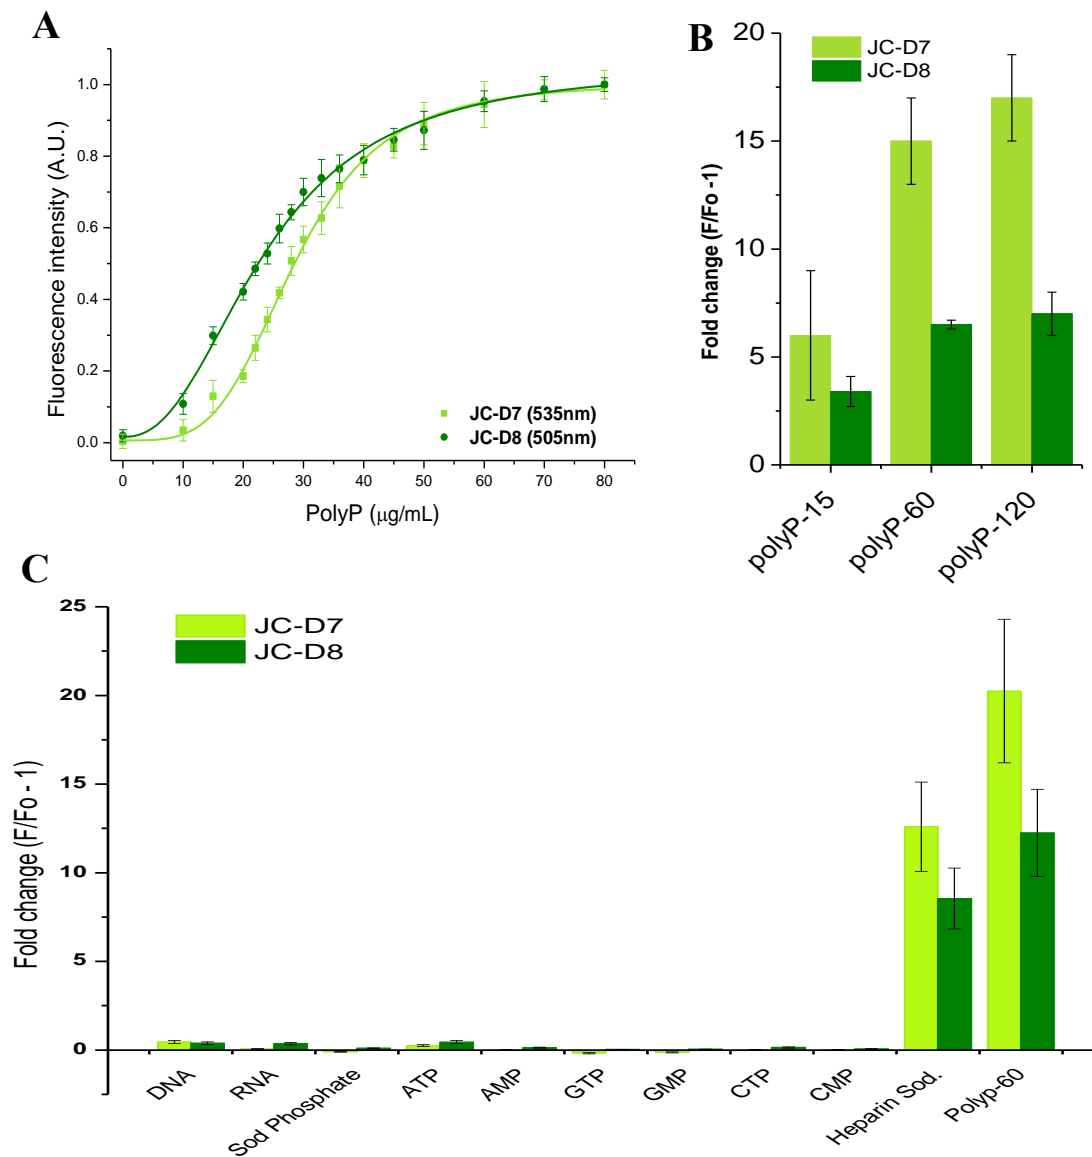 A
1.0
0.8
0.6
0.4
0.2
0.0
Fluorescence intensity (A.U.)
JC-D7 (535nm)
JC-D8 (505nm)
0 10 20 30 40 50 60 70 80
PolyP (μg/mL)
B
20
15
10
5
0
Fold change (F/Fo -1)
JC-D7
JC-D8
polyP-15
polyP-60
polyP-120
C
25
20
15
10
5
0
Fold change (F/Fo - 1)
JC-D7
JC-D8
DNA
RNA
Sod Phosphate
ATP
AMP
GTP
GMP
CTP
CMP
Heparin Sod.
Polyp-60